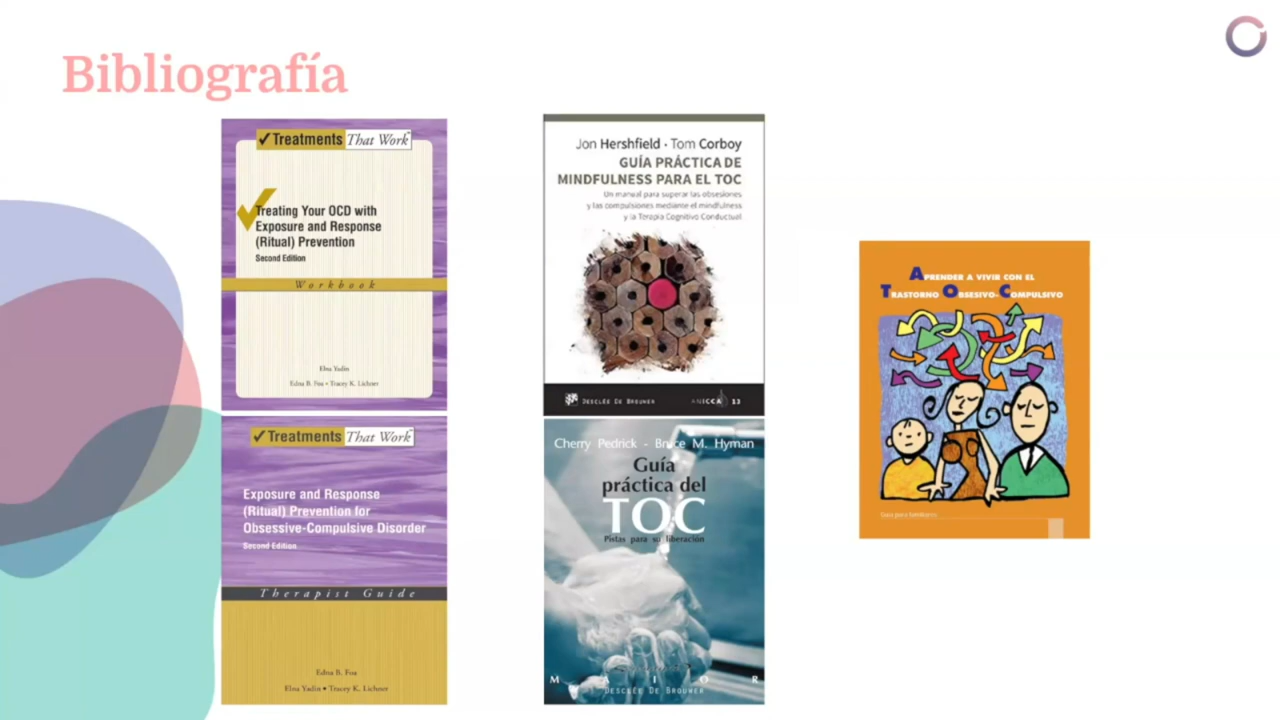 Bibliografía
✓Treatments That Work
Treating Your OCD with
Exposure and Response
(Ritual) Prevention
Second Edition
Workbook
Elna Yadin
Edna B. Foa • Tracey K. Lichner
✓Treatments That Work
Exposure and Response
(Ritual) Prevention for
Obsessive-Compulsive Disorder
Second Edition
Therapist Guide
Edna B. Foa
Elna Yadin • Tracey K. Lichner
Jon Hershfield · Tom Corboy
GUÍA PRÁCTICA DE
MINDFULNESS PARA EL TOC
Un manual para superar las obsesiones
y las compulsiones mediante el mindfulness
y la Terapia Cognitivo Conductual
DESCLÉE DE BROUWER
ANICCA 13
Cherry Pedrick - Bruce M. Hyman
Guía
práctica del
TOC
Pistas para su liberación
MAIOR
DESCLÉE DE BROUWER
APRENDER A VIVIR CON EL
TRASTORNO OBSESIVO-COMPULSIVO
Guía para familiares